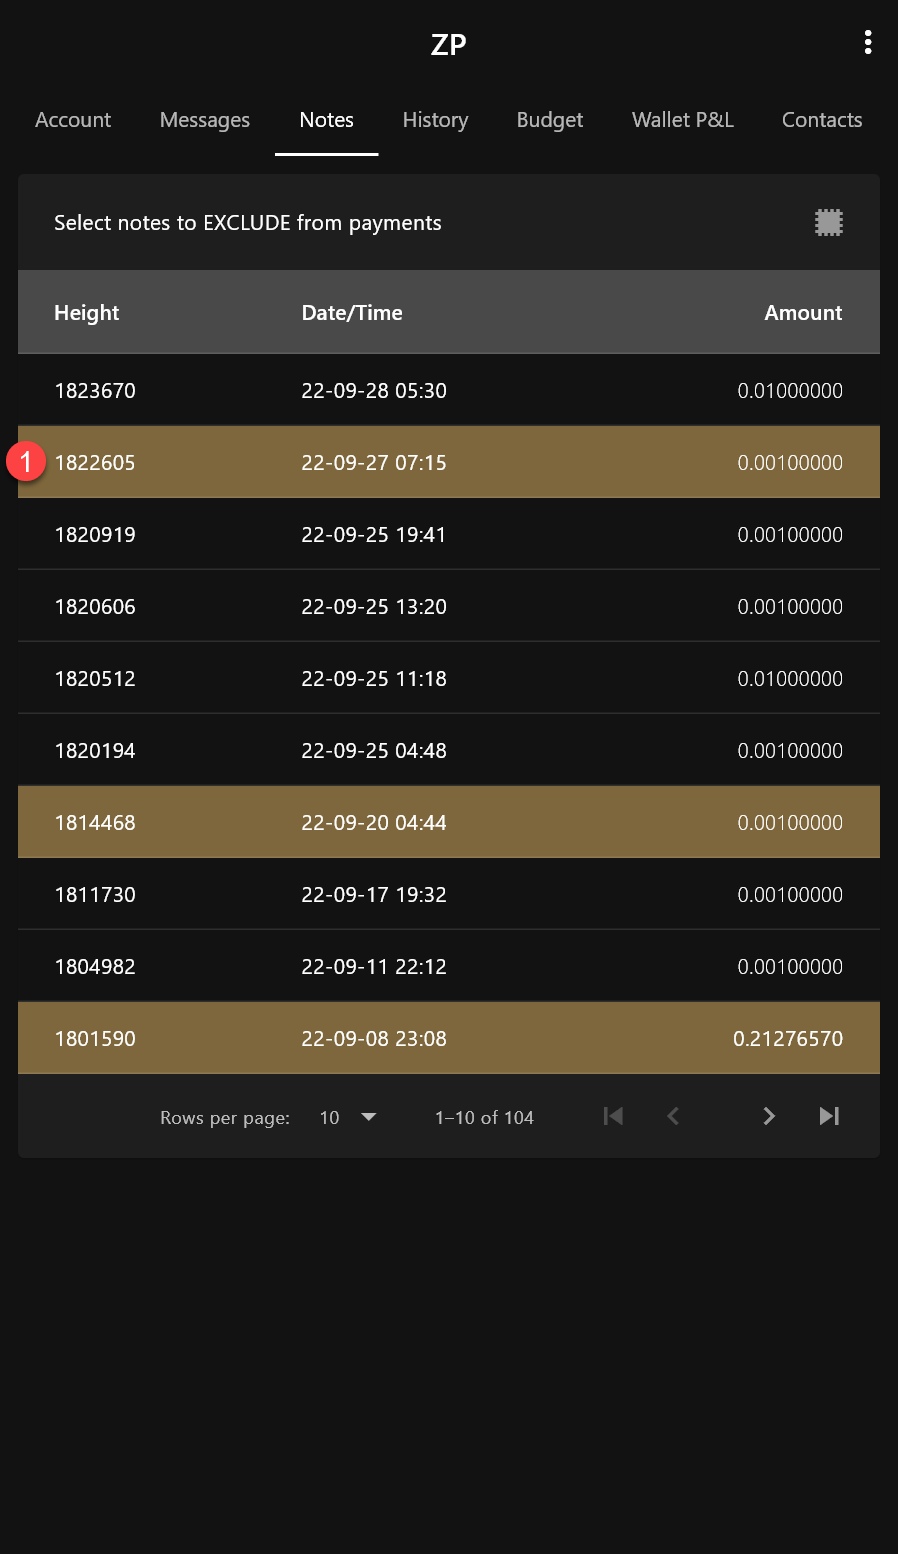 ZP
Account Messages Notes History Budget Wallet P&L Contacts
Select notes to EXCLUDE from payments
Height Date/Time Amount
1823670 22-09-28 05:30 0.01000000
1 1822605 22-09-27 07:15 0.00100000
1820919 22-09-25 19:41 0.00100000
1820606 22-09-25 13:20 0.00100000
1820512 22-09-25 11:18 0.01000000
1820194 22-09-25 04:48 0.00100000
1814468 22-09-20 04:44 0.00100000
1811730 22-09-17 19:32 0.00100000
1804982 22-09-11 22:12 0.00100000
1801590 22-09-08 23:08 0.21276570
Rows per page: 10 1–10 of 104